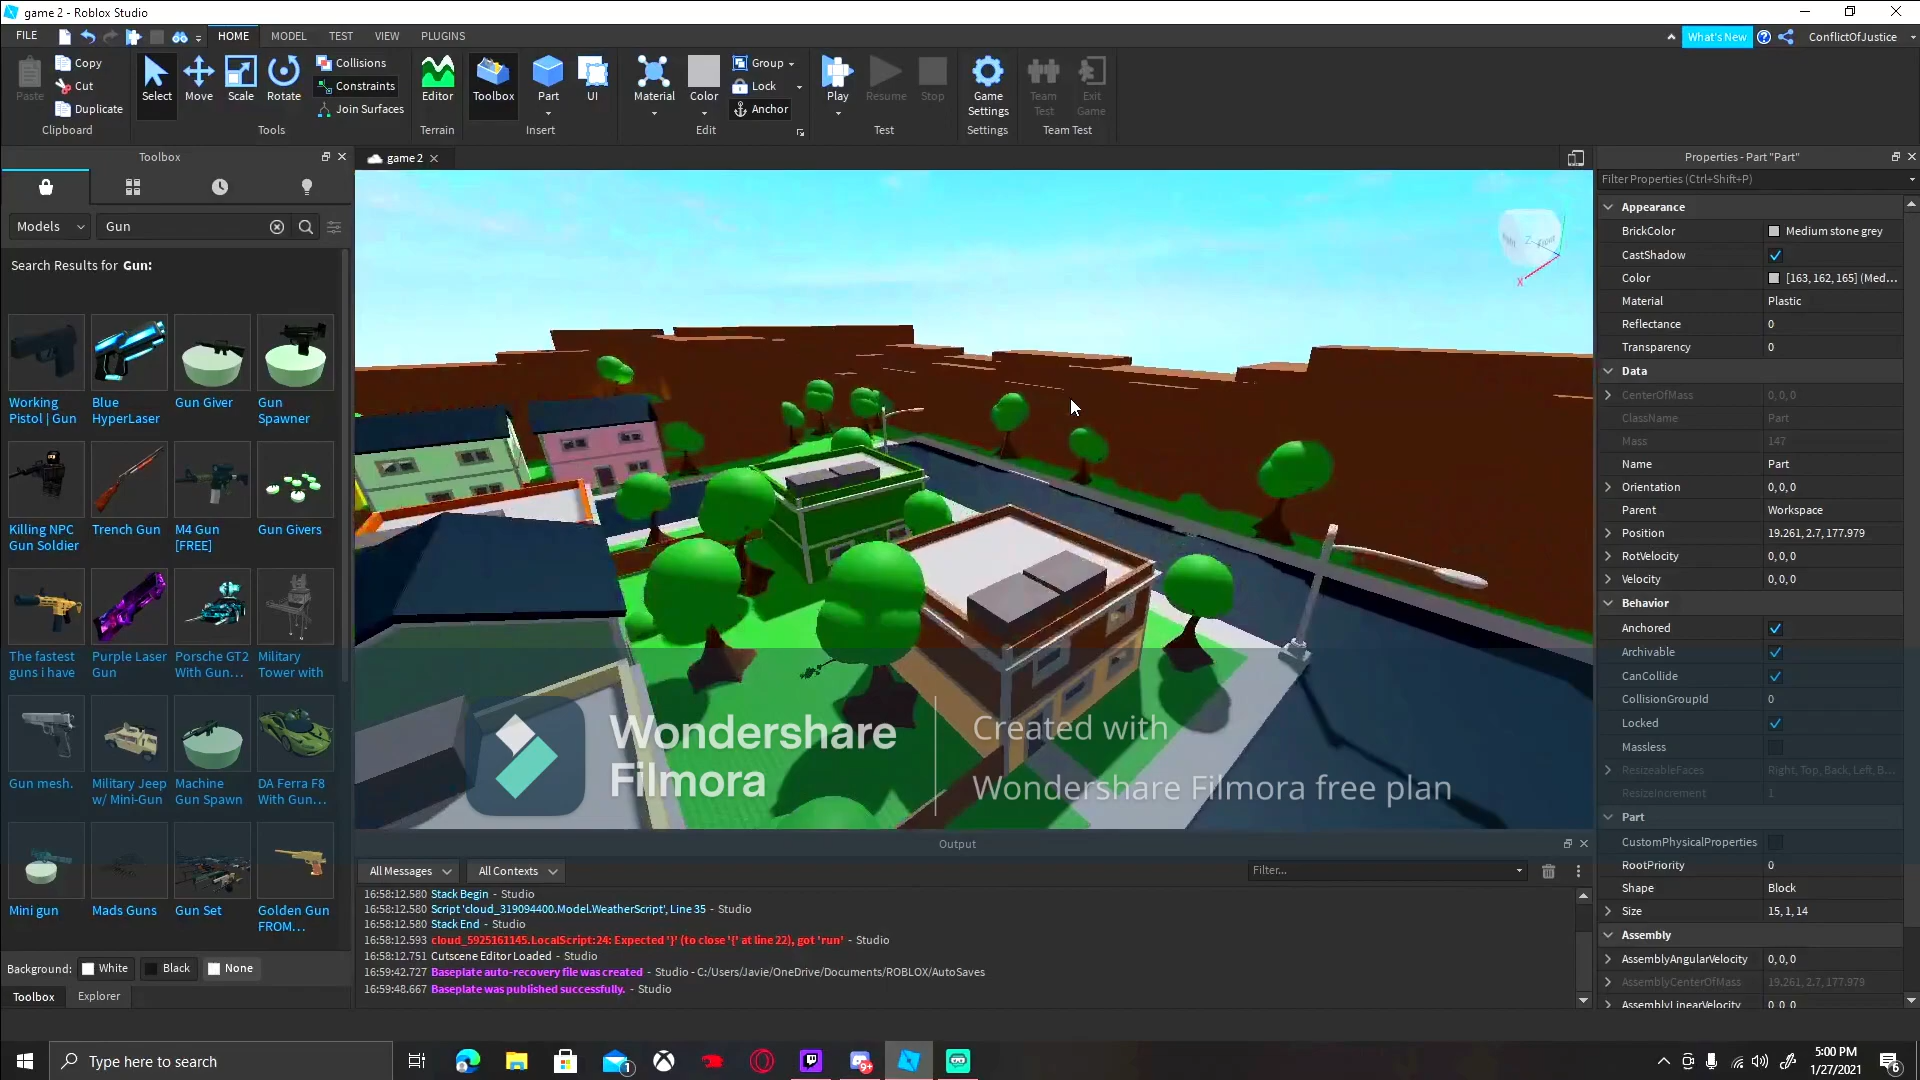 game 2 - Roblox Studio
FILE HOME MODEL TEST VIEW PLUGINS What's New ConflictOfJustice
Paste Copy Cut Duplicate Clipboard
Select Move Scale Rotate Collisions Constraints Join Surfaces Tools
Editor Terrain
Toolbox Part UI Insert
Material Color Group Lock Anchor Edit
Play Resume Stop Test
Game Settings Settings
Team Test Exit Game Team Test
Toolbox
Models Gun
Search Results for Gun:
Working Pistol | Gun
Blue HyperLaser
Gun Giver
Gun Spawner
Killing NPC Gun Soldier
Trench Gun
M4 Gun [FREE]
Gun Givers
The fastest guns i have
Purple Laser Gun
Porsche GT2 With Gun...
Military Tower with
Gun mesh.
Military Jeep w/ Mini-Gun
Machine Gun Spawn
DA Ferra F8 With Gun...
Mini gun
Mads Guns
Gun Set
Golden Gun FROM...
Background: White Black None
Toolbox Explorer
game 2
Right Z Front
X
Wondershare Filmora
Created with
Wondershare Filmora free plan
Output
All Messages All Contexts Filter...
16:58:12.580 Stack Begin - Studio
16:58:12.580 Script 'cloud_319094400.Model.WeatherScript', Line 35 - Studio
16:58:12.580 Stack End - Studio
16:58:12.593 cloud_5925161145.LocalScript:24: Expected '}' (to close '{' at line 22), got 'run' - Studio
16:58:12.751 Cutscene Editor Loaded - Studio
16:59:42.727 Baseplate auto-recovery file was created - Studio - C:/Users/Javie/OneDrive/Documents/ROBLOX/AutoSaves
16:59:48.667 Baseplate was published successfully. - Studio
Properties - Part "Part"
Filter Properties (Ctrl+Shift+P)
Appearance
BrickColor Medium stone grey
CastShadow
Color [163, 162, 165] (Med...
Material Plastic
Reflectance 0
Transparency 0
Data
CenterOfMass 0, 0, 0
ClassName Part
Mass 147
Name Part
Orientation 0, 0, 0
Parent Workspace
Position 19.261, 2.7, 177.979
RotVelocity 0, 0, 0
Velocity 0, 0, 0
Behavior
Anchored
Archivable
CanCollide
CollisionGroupId 0
Locked
Massless
ResizeableFaces Right, Top, Back, Left, B...
ResizeIncrement 1
Part
CustomPhysicalProperties
RootPriority 0
Shape Block
Size 15, 1, 14
Assembly
AssemblyAngularVelocity 0, 0, 0
AssemblyCenterOfMass 19.261, 2.7, 177.979
AssemblyLinearVelocity 0, 0, 0
Type here to search
1
9+
5:00 PM
1/27/2021
6